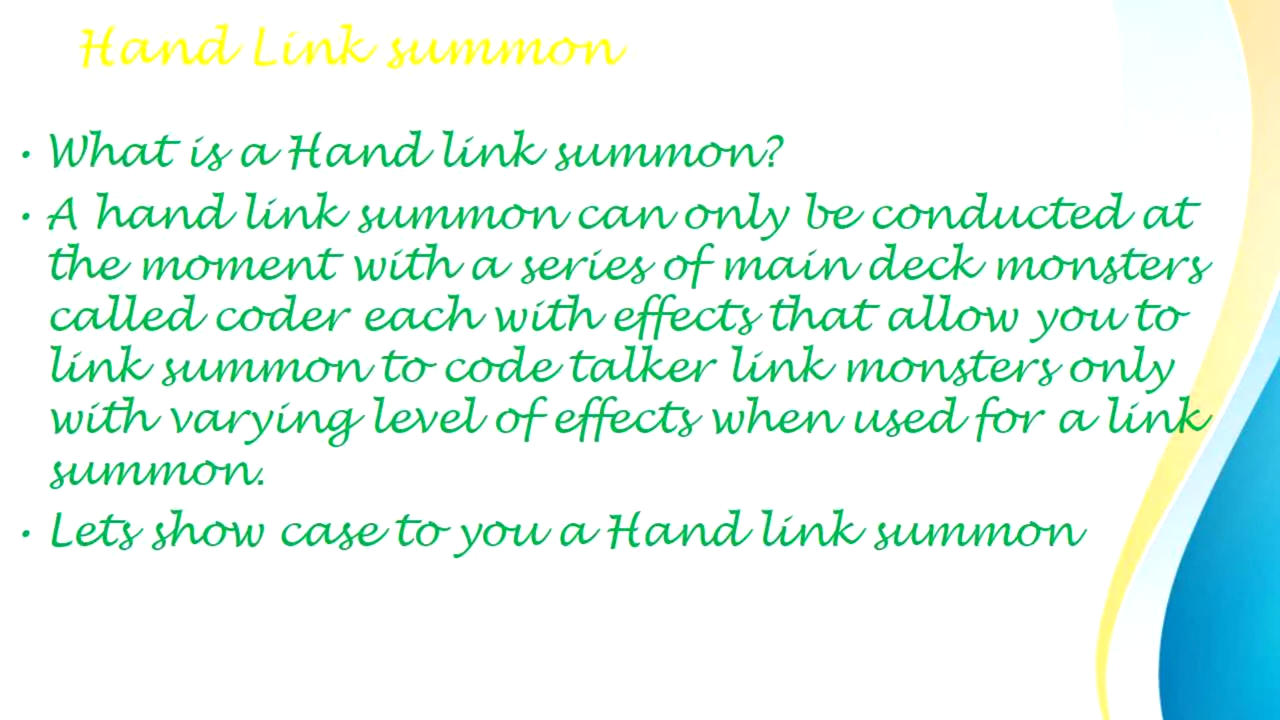 Hand Link summon
• What is a Hand link summon?
• A hand link summon can only be conducted at
the moment with a series of main deck monsters
called coder each with effects that allow you to
link summon to code talker link monsters only
with varying level of effects when used for a link
summon.
• Lets show case to you a Hand link summon